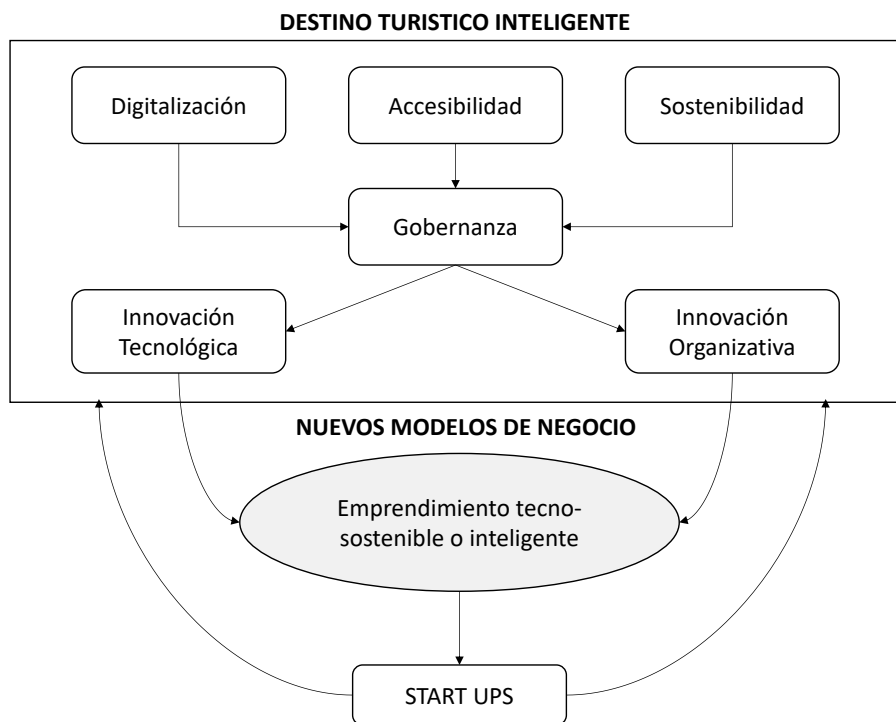 DESTINO TURISTICO INTELIGENTE
Digitalización
Accesibilidad
Sostenibilidad
Gobernanza
Innovación
Tecnológica
Innovación
Organizativa
NUEVOS MODELOS DE NEGOCIO
Emprendimiento tecno-
sostenible o inteligente
START UPS